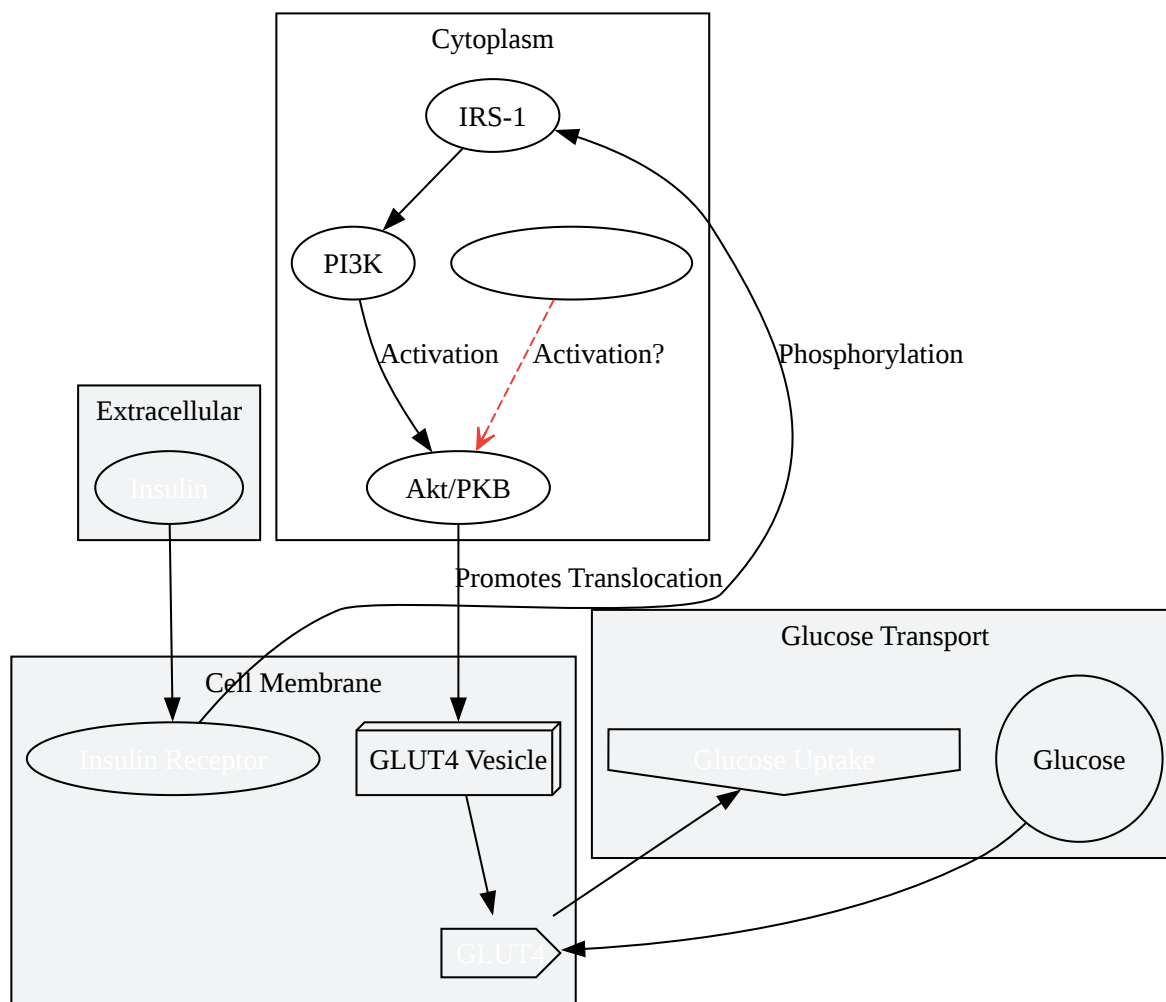 Cytoplasm
IRS-1
PI3K
Activation
Activation?
Phosphorylation
Extracellular
Insulin
Akt/PKB
Promotes Translocation
Glucose Transport
Cell Membrane
Insulin Receptor
GLUT4 Vesicle
Glucose Uptake
Glucose
GLUT4